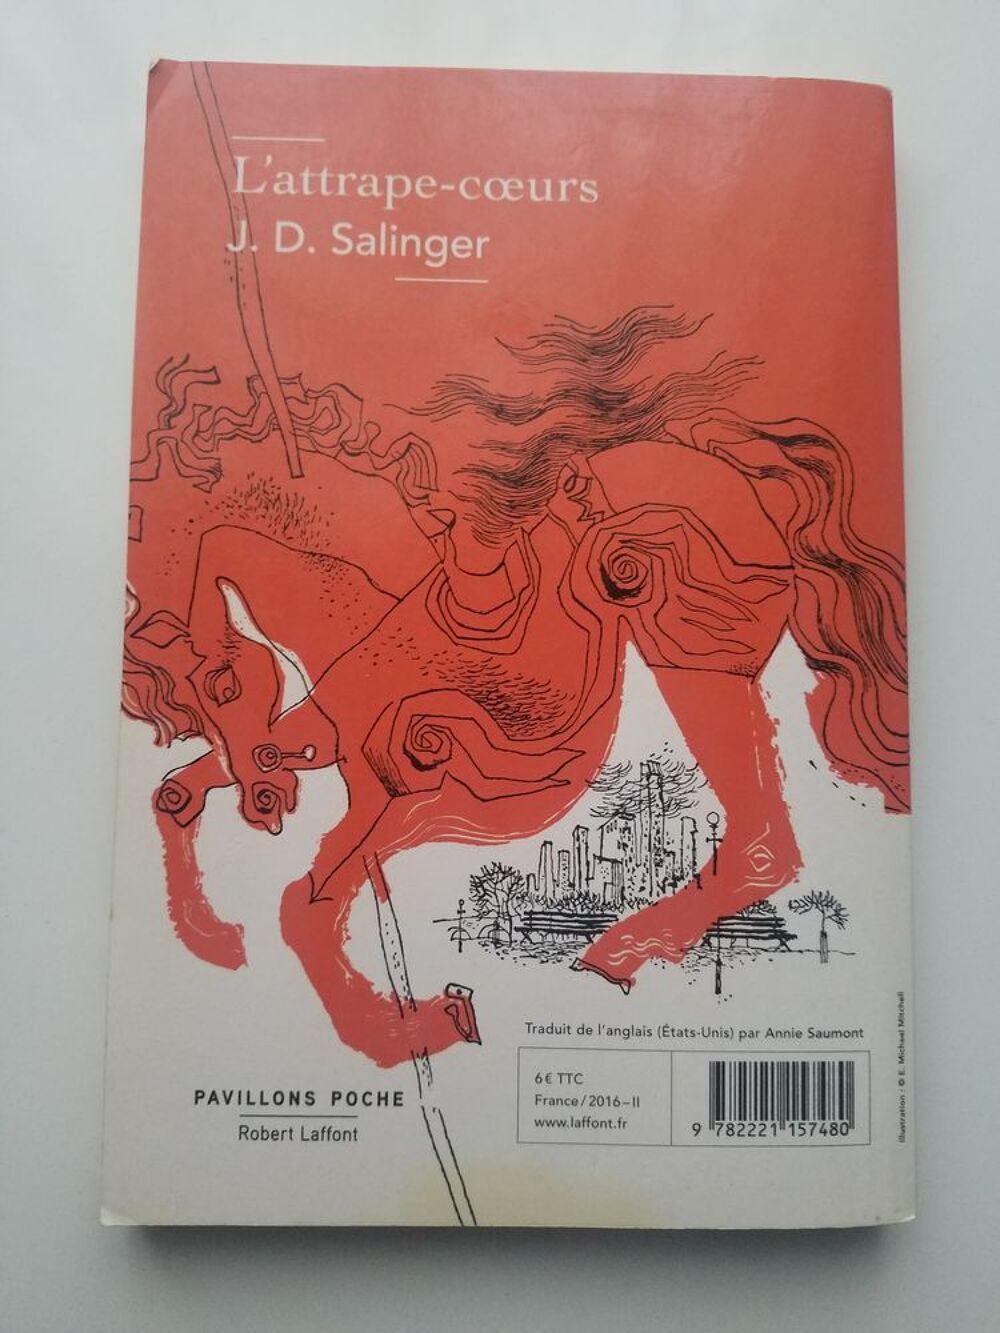 L'attrape-cœurs
J. D. Salinger
Traduit de l'anglais (États-Unis) par Annie Saumont
6 € TTC
France / 2016-II
www.laffont.fr
9 782221 157480
PAVILLONS POCHE
Robert Laffont
Illustration : © E. Michael Mitchell